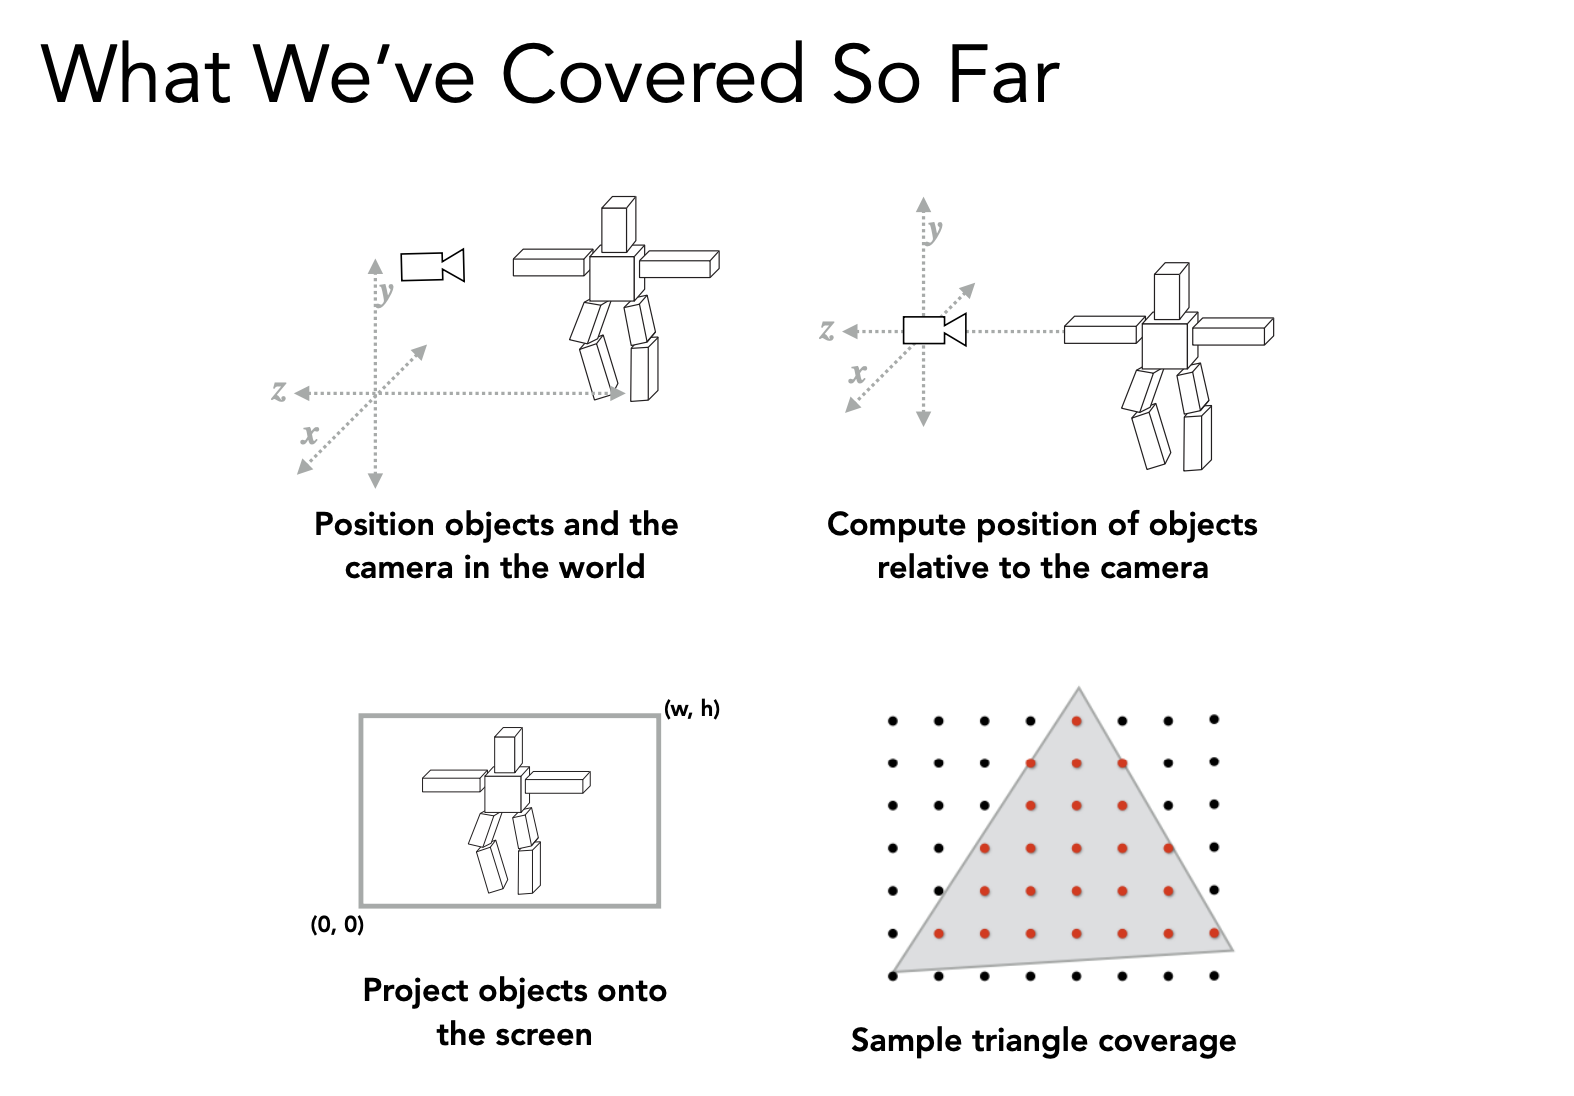 What We’ve Covered So Far
y
z
x
Position objects and the
camera in the world
y
z
x
Compute position of objects
relative to the camera
(w, h)
(0, 0)
Project objects onto
the screen
Sample triangle coverage